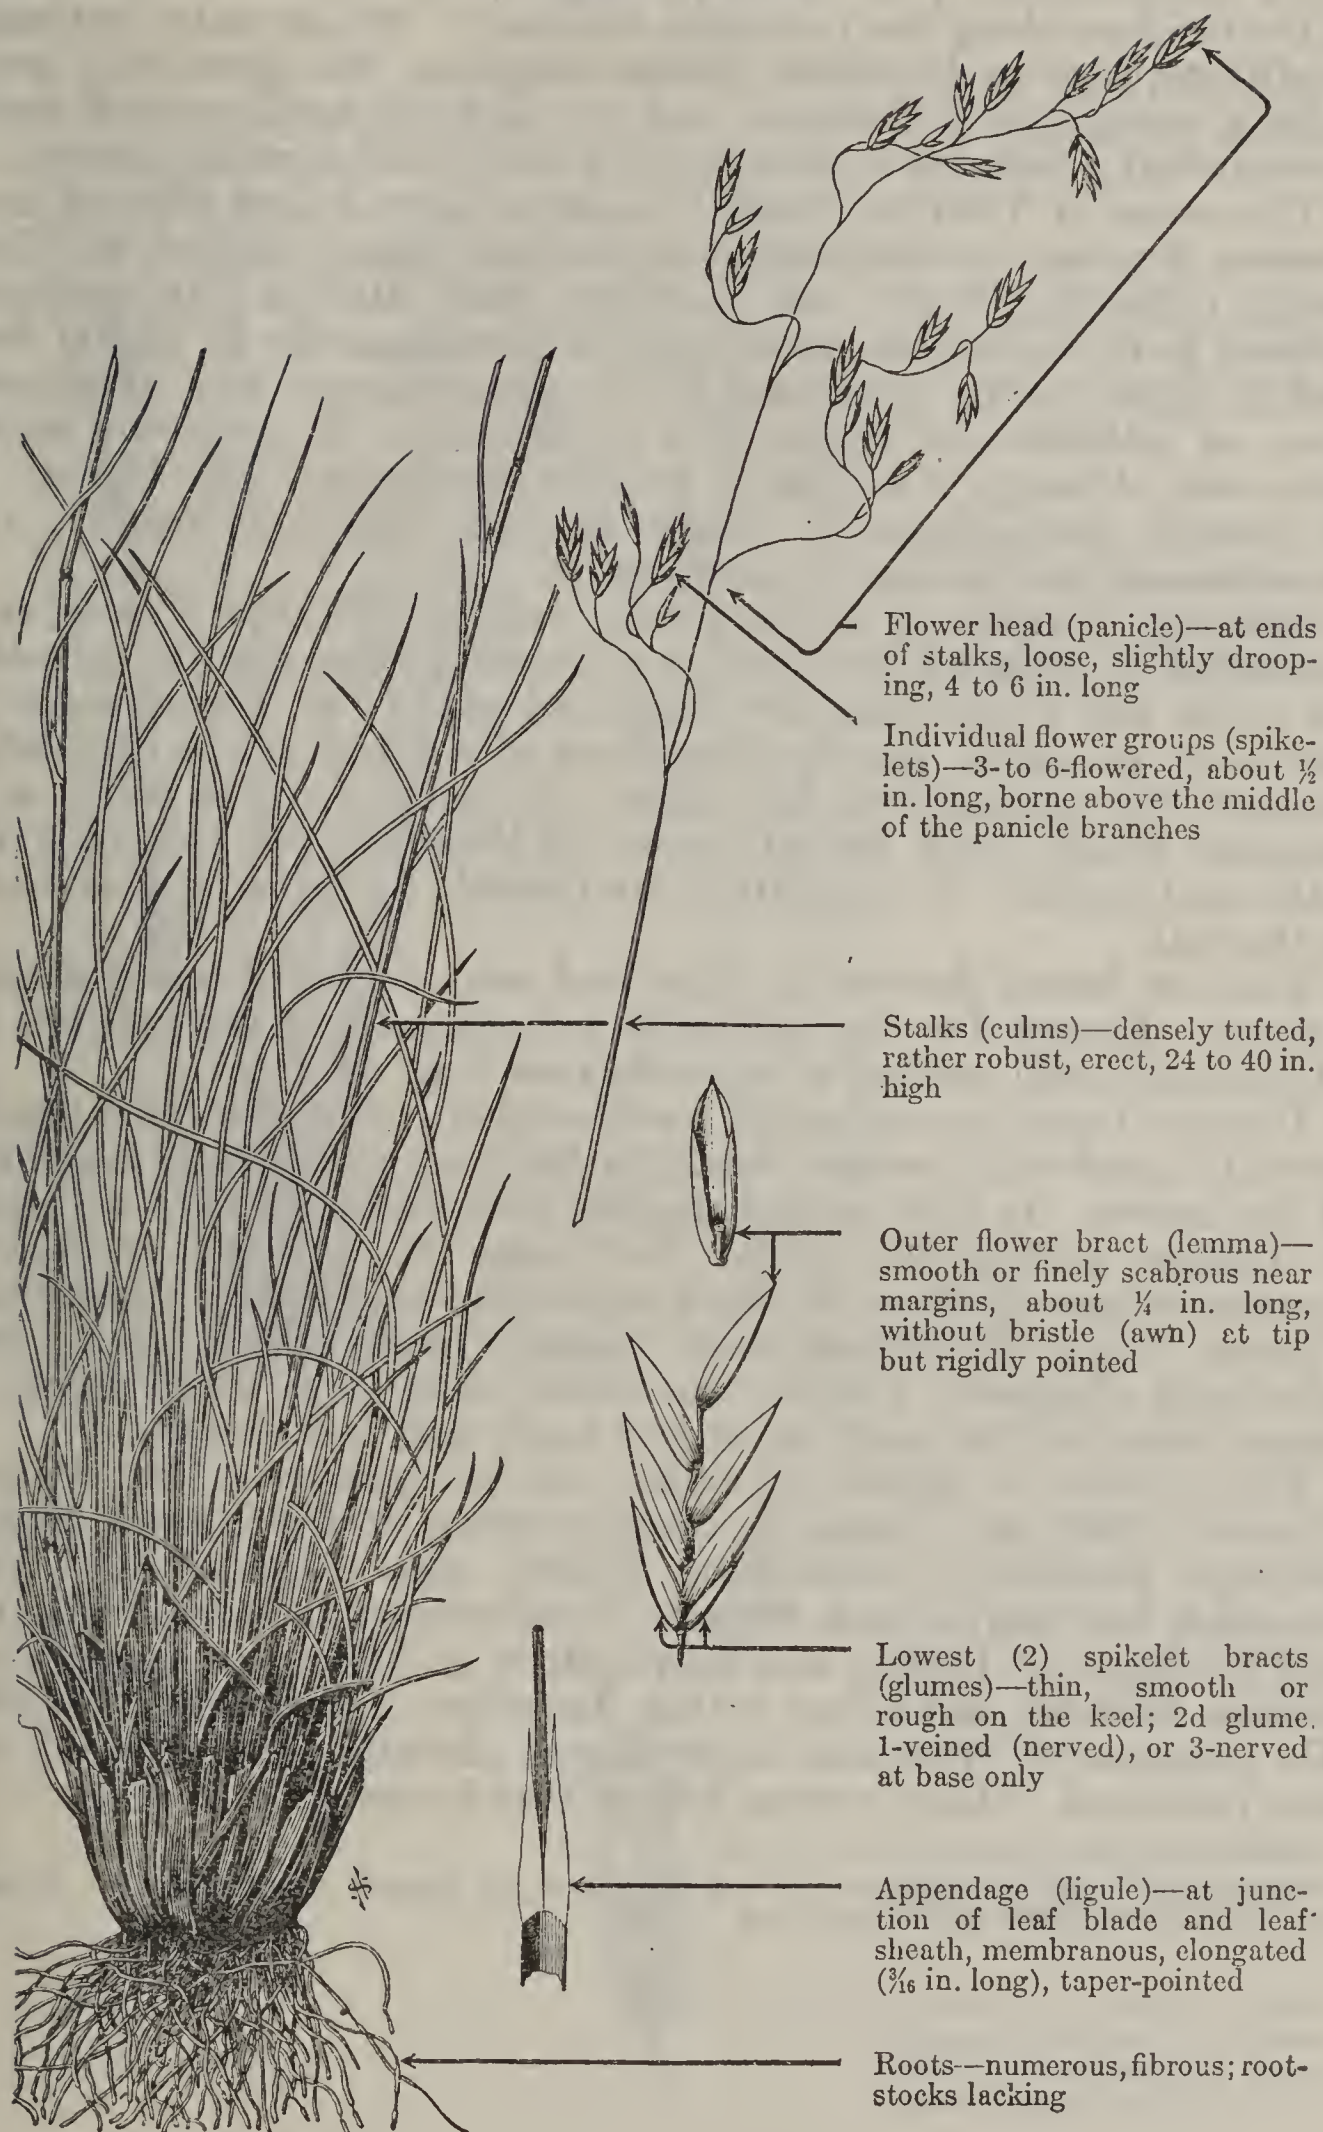 Flower head (panicle)—at ends
of stalks, loose, slightly droop-
ing, 4 to 6 in. long
Individual flower groups (spike-
lets)—3-to 6-flowered, about ½
in. long, borne above the middle
of the panicle branches
Stalks (culms)—densely tufted,
rather robust, erect, 24 to 40 in.
high
Outer flower bract (lemma)—
smooth or finely scabrous near
margins, about ¼ in. long,
without bristle (awn) at tip
but rigidly pointed
Lowest (2) spikelet bracts
(glumes)—thin, smooth or
rough on the keel; 2d glume
1-veined (nerved), or 3-nerved
at base only
Appendage (ligule)—at junc-
tion of leaf blade and leaf
sheath, membranous, elongated
(3/16 in. long), taper-pointed
Roots—numerous, fibrous; root-
stocks lacking